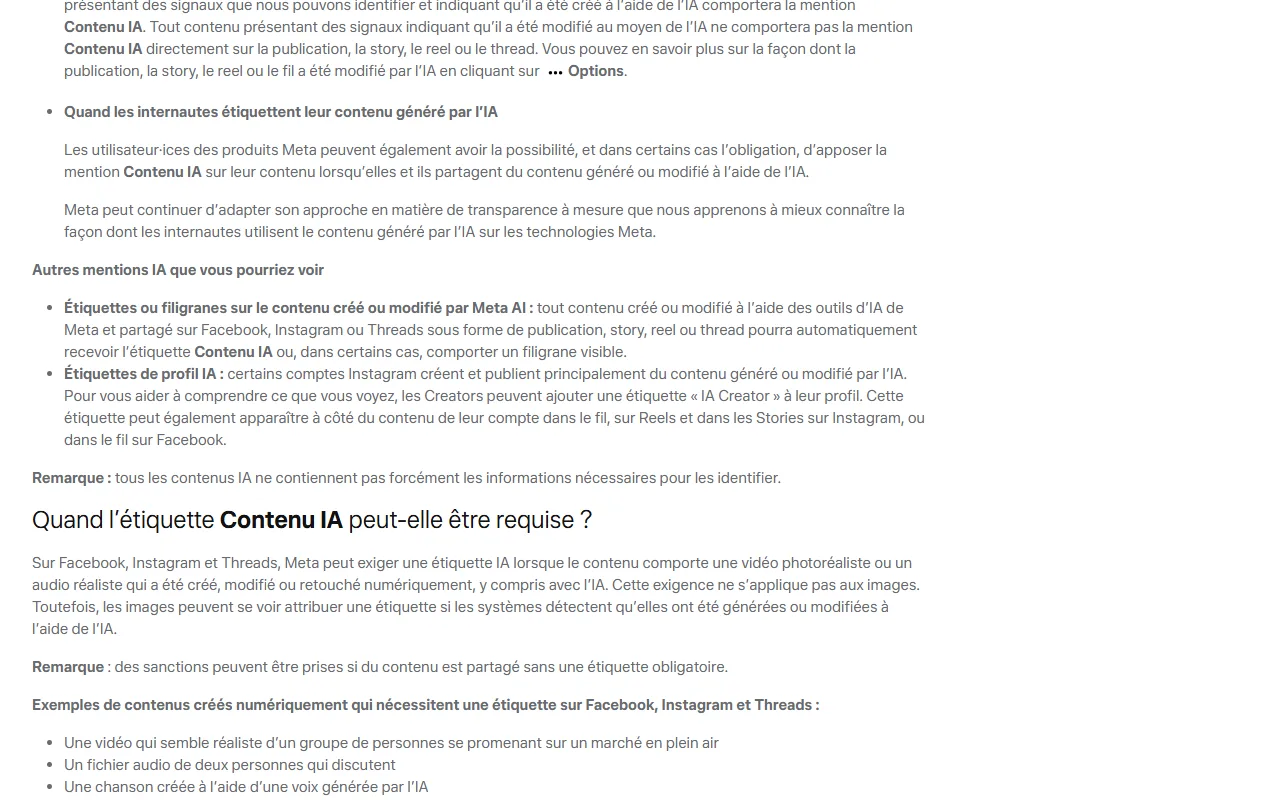 présentant des signaux que nous pouvons identifier et indiquant qu’il a été créé à l’aide de l’IA comportera la mention
Contenu IA. Tout contenu présentant des signaux indiquant qu’il a été modifié au moyen de l’IA ne comportera pas la mention
Contenu IA directement sur la publication, la story, le reel ou le thread. Vous pouvez en savoir plus sur la façon dont la
publication, la story, le reel ou le fil a été modifié par l’IA en cliquant sur ••• Options.
• Quand les internautes étiquettent leur contenu généré par l’IA
Les utilisateur·ices des produits Meta peuvent également avoir la possibilité, et dans certains cas l’obligation, d’apposer la
mention Contenu IA sur leur contenu lorsqu’elles et ils partagent du contenu généré ou modifié à l’aide de l’IA.
Meta peut continuer d’adapter son approche en matière de transparence à mesure que nous apprenons à mieux connaître la
façon dont les internautes utilisent le contenu généré par l’IA sur les technologies Meta.
Autres mentions IA que vous pourriez voir
• Étiquettes ou filigranes sur le contenu créé ou modifié par Meta AI : tout contenu créé ou modifié à l’aide des outils d’IA de
Meta et partagé sur Facebook, Instagram ou Threads sous forme de publication, story, reel ou thread pourra automatiquement
recevoir l’étiquette Contenu IA ou, dans certains cas, comporter un filigrane visible.
• Étiquettes de profil IA : certains comptes Instagram créent et publient principalement du contenu généré ou modifié par l’IA.
Pour vous aider à comprendre ce que vous voyez, les Creators peuvent ajouter une étiquette « IA Creator » à leur profil. Cette
étiquette peut également apparaître à côté du contenu de leur compte dans le fil, sur Reels et dans les Stories sur Instagram, ou
dans le fil sur Facebook.
Remarque : tous les contenus IA ne contiennent pas forcément les informations nécessaires pour les identifier.
Quand l’étiquette Contenu IA peut-elle être requise ?
Sur Facebook, Instagram et Threads, Meta peut exiger une étiquette IA lorsque le contenu comporte une vidéo photoréaliste ou un
audio réaliste qui a été créé, modifié ou retouché numériquement, y compris avec l’IA. Cette exigence ne s’applique pas aux images.
Toutefois, les images peuvent se voir attribuer une étiquette si les systèmes détectent qu’elles ont été générées ou modifiées à
l’aide de l’IA.
Remarque : des sanctions peuvent être prises si du contenu est partagé sans une étiquette obligatoire.
Exemples de contenus créés numériquement qui nécessitent une étiquette sur Facebook, Instagram et Threads :
• Une vidéo qui semble réaliste d’un groupe de personnes se promenant sur un marché en plein air
• Un fichier audio de deux personnes qui discutent
• Une chanson créée à l’aide d’une voix générée par l’IA